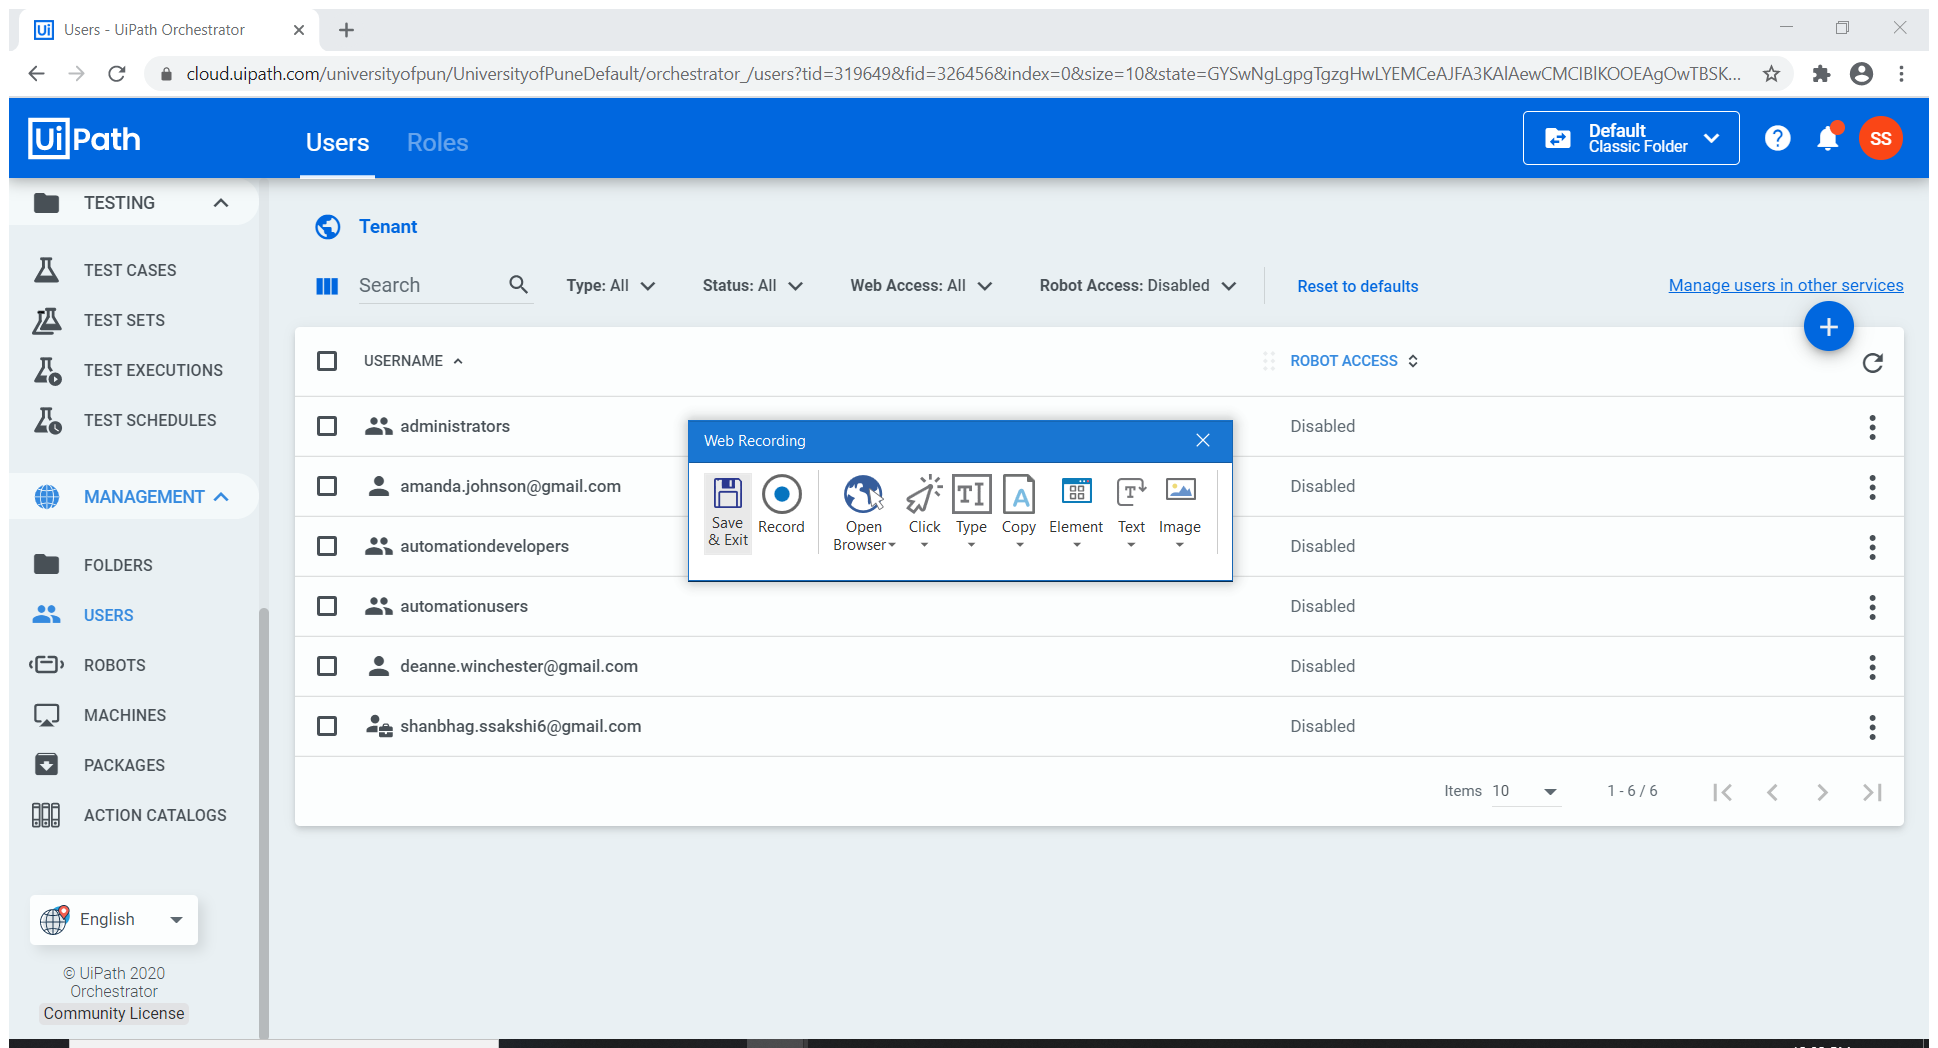 Users - UiPath Orchestrator
cloud.uipath.com/universityofpun/UniversityofPuneDefault/orchestrator_/users?tid=319649&fid=326456&index=0&size=10&state=GYSwNgLgpgTgzgHwLYEMCeAJFA3KAlAewCMCIBlKOOEAgOwTBSK...
UiPath
Users
Roles
Default
Classic Folder
?
SS
TESTING
TEST CASES
TEST SETS
TEST EXECUTIONS
TEST SCHEDULES
MANAGEMENT
FOLDERS
USERS
ROBOTS
MACHINES
PACKAGES
ACTION CATALOGS
English
© UiPath 2020
Orchestrator
Community License
Tenant
Search
Type: All
Status: All
Web Access: All
Robot Access: Disabled
Reset to defaults
Manage users in other services
USERNAME
ROBOT ACCESS
administrators
Disabled
amanda.johnson@gmail.com
Disabled
automationdevelopers
Disabled
automationusers
Disabled
deanne.winchester@gmail.com
Disabled
shanbhag.ssakshi6@gmail.com
Disabled
Items 10
1 - 6 / 6
Web Recording
Save
& Exit
Record
Open
Browser
Click
Type
Copy
Element
Text
Image